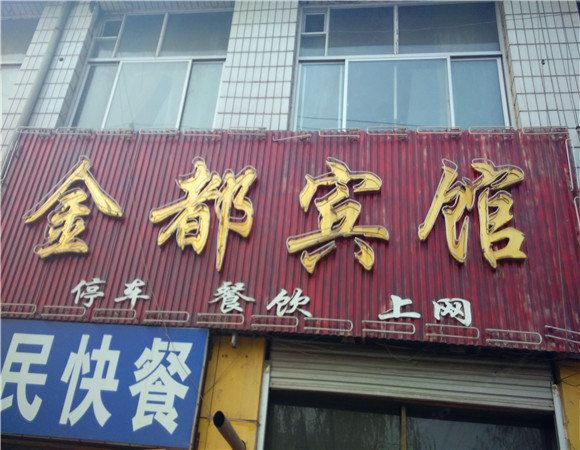 金都宾馆
停车 餐饮 上网
民快餐